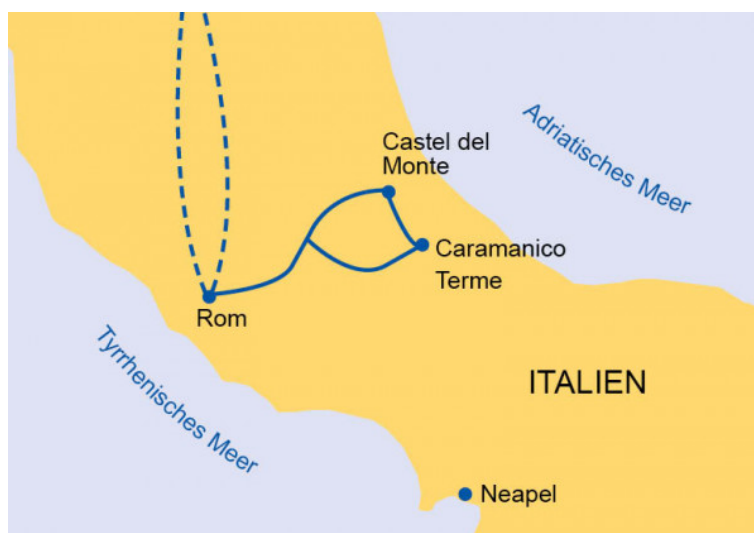 Castel del
Monte
Adriatisches Meer
Caramanico
Terme
Rom
Tyrrhenisches Meer
ITALIEN
Neapel